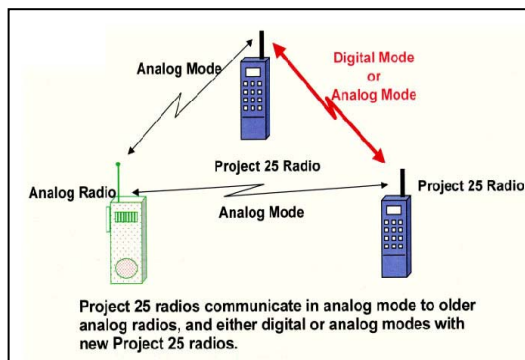 Analog Mode
Digital Mode
or
Analog Mode
Project 25 Radio
Analog Radio
Project 25 Radio
Analog Mode
Project 25 radios communicate in analog mode to older
analog radios, and either digital or analog modes with
new Project 25 radios.